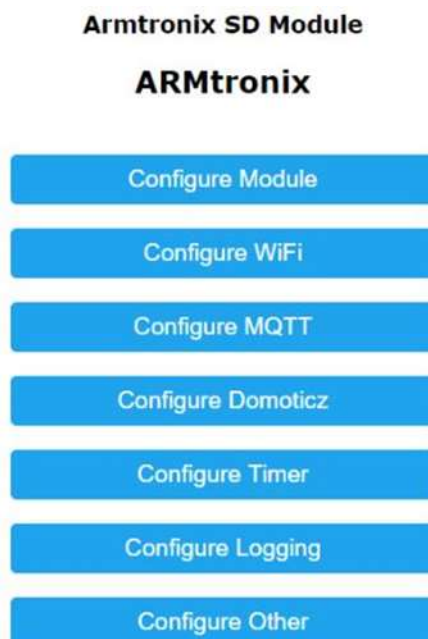 Armtronix SD Module
ARMtronix
Configure Module
Configure WiFi
Configure MQTT
Configure Domoticz
Configure Timer
Configure Logging
Configure Other